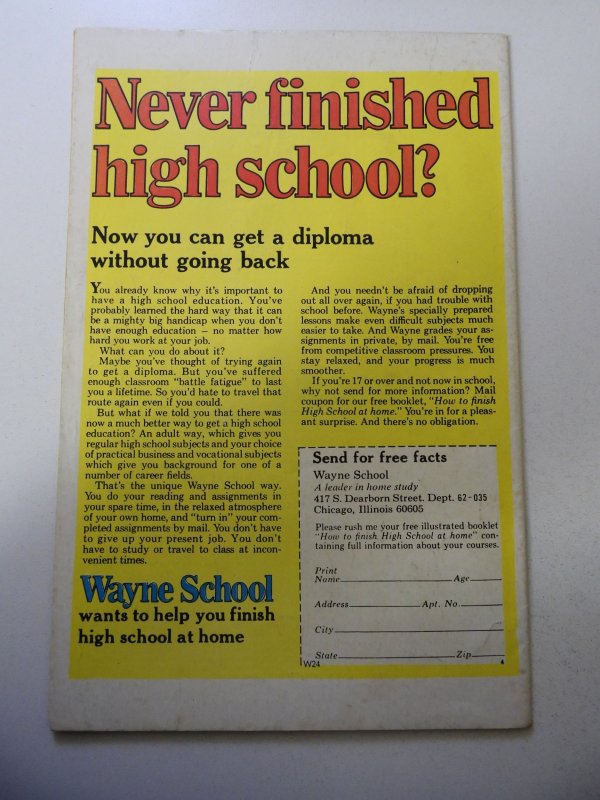 Never finished
high school?
Now you can get a diploma
without going back
You already know why it's important to
have a high school education. You've
probably learned the hard way that it can
be a mighty big handicap when you don't
have enough education – no matter how
hard you work at your job.
What can you do about it?
Maybe you've thought of trying again
to get a diploma. But you've suffered
enough classroom "battle fatigue" to last
you a lifetime. So you'd hate to travel that
route again even if you could.
But what if we told you that there was
now a much better way to get a high school
education? An adult way, which gives you
regular high school subjects and your choice
of practical business and vocational subjects
which give you background for one of a
number of career fields.
That's the unique Wayne School way.
You do your reading and assignments in
your spare time, in the relaxed atmosphere
of your own home, and "turn in" your com-
pleted assignments by mail. You don't have
to give up your present job. You don't
have to study or travel to class at incon-
venient times.
Wayne School
wants to help you finish
high school at home
And you needn't be afraid of dropping
out all over again, if you had trouble with
school before. Wayne's specially prepared
lessons make even difficult subjects much
easier to take. And Wayne grades your as-
signments in private, by mail. You're free
from competitive classroom pressures. You
stay relaxed, and your progress is much
smoother.
If you're 17 or over and not now in school,
why not send for more information? Mail
coupon for our free booklet, "How to finish
High School at home." You're in for a pleas-
ant surprise. And there's no obligation.
Send for free facts
Wayne School
A leader in home study
417 S. Dearborn Street. Dept. 62-035
Chicago, Illinois 60605
Please rush me your free illustrated booklet
"How to finish High School at home" con-
taining full information about your courses.
Print
Name Age
Address Apt. No.
City
State Zip
W24 4